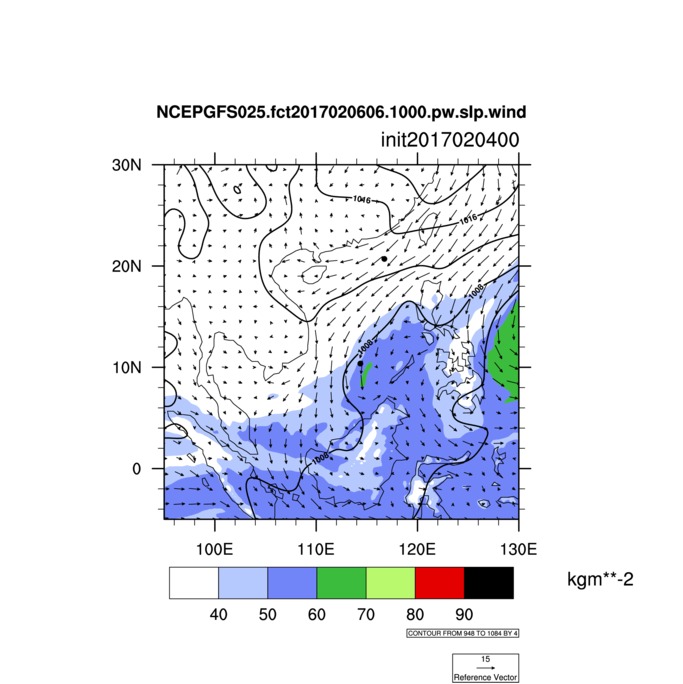 NCEPGFS025.fct2017020606.1000.pw.slp.wind
init2017020400
30N
1016
0
1016
20N
1008
1008
10N
1008
0
100E 110E 120E 130E
kgm**-2
40 50 60 70 80 90
CONTOUR FROM 948 TO 1084 BY 4
15
Reference Vector